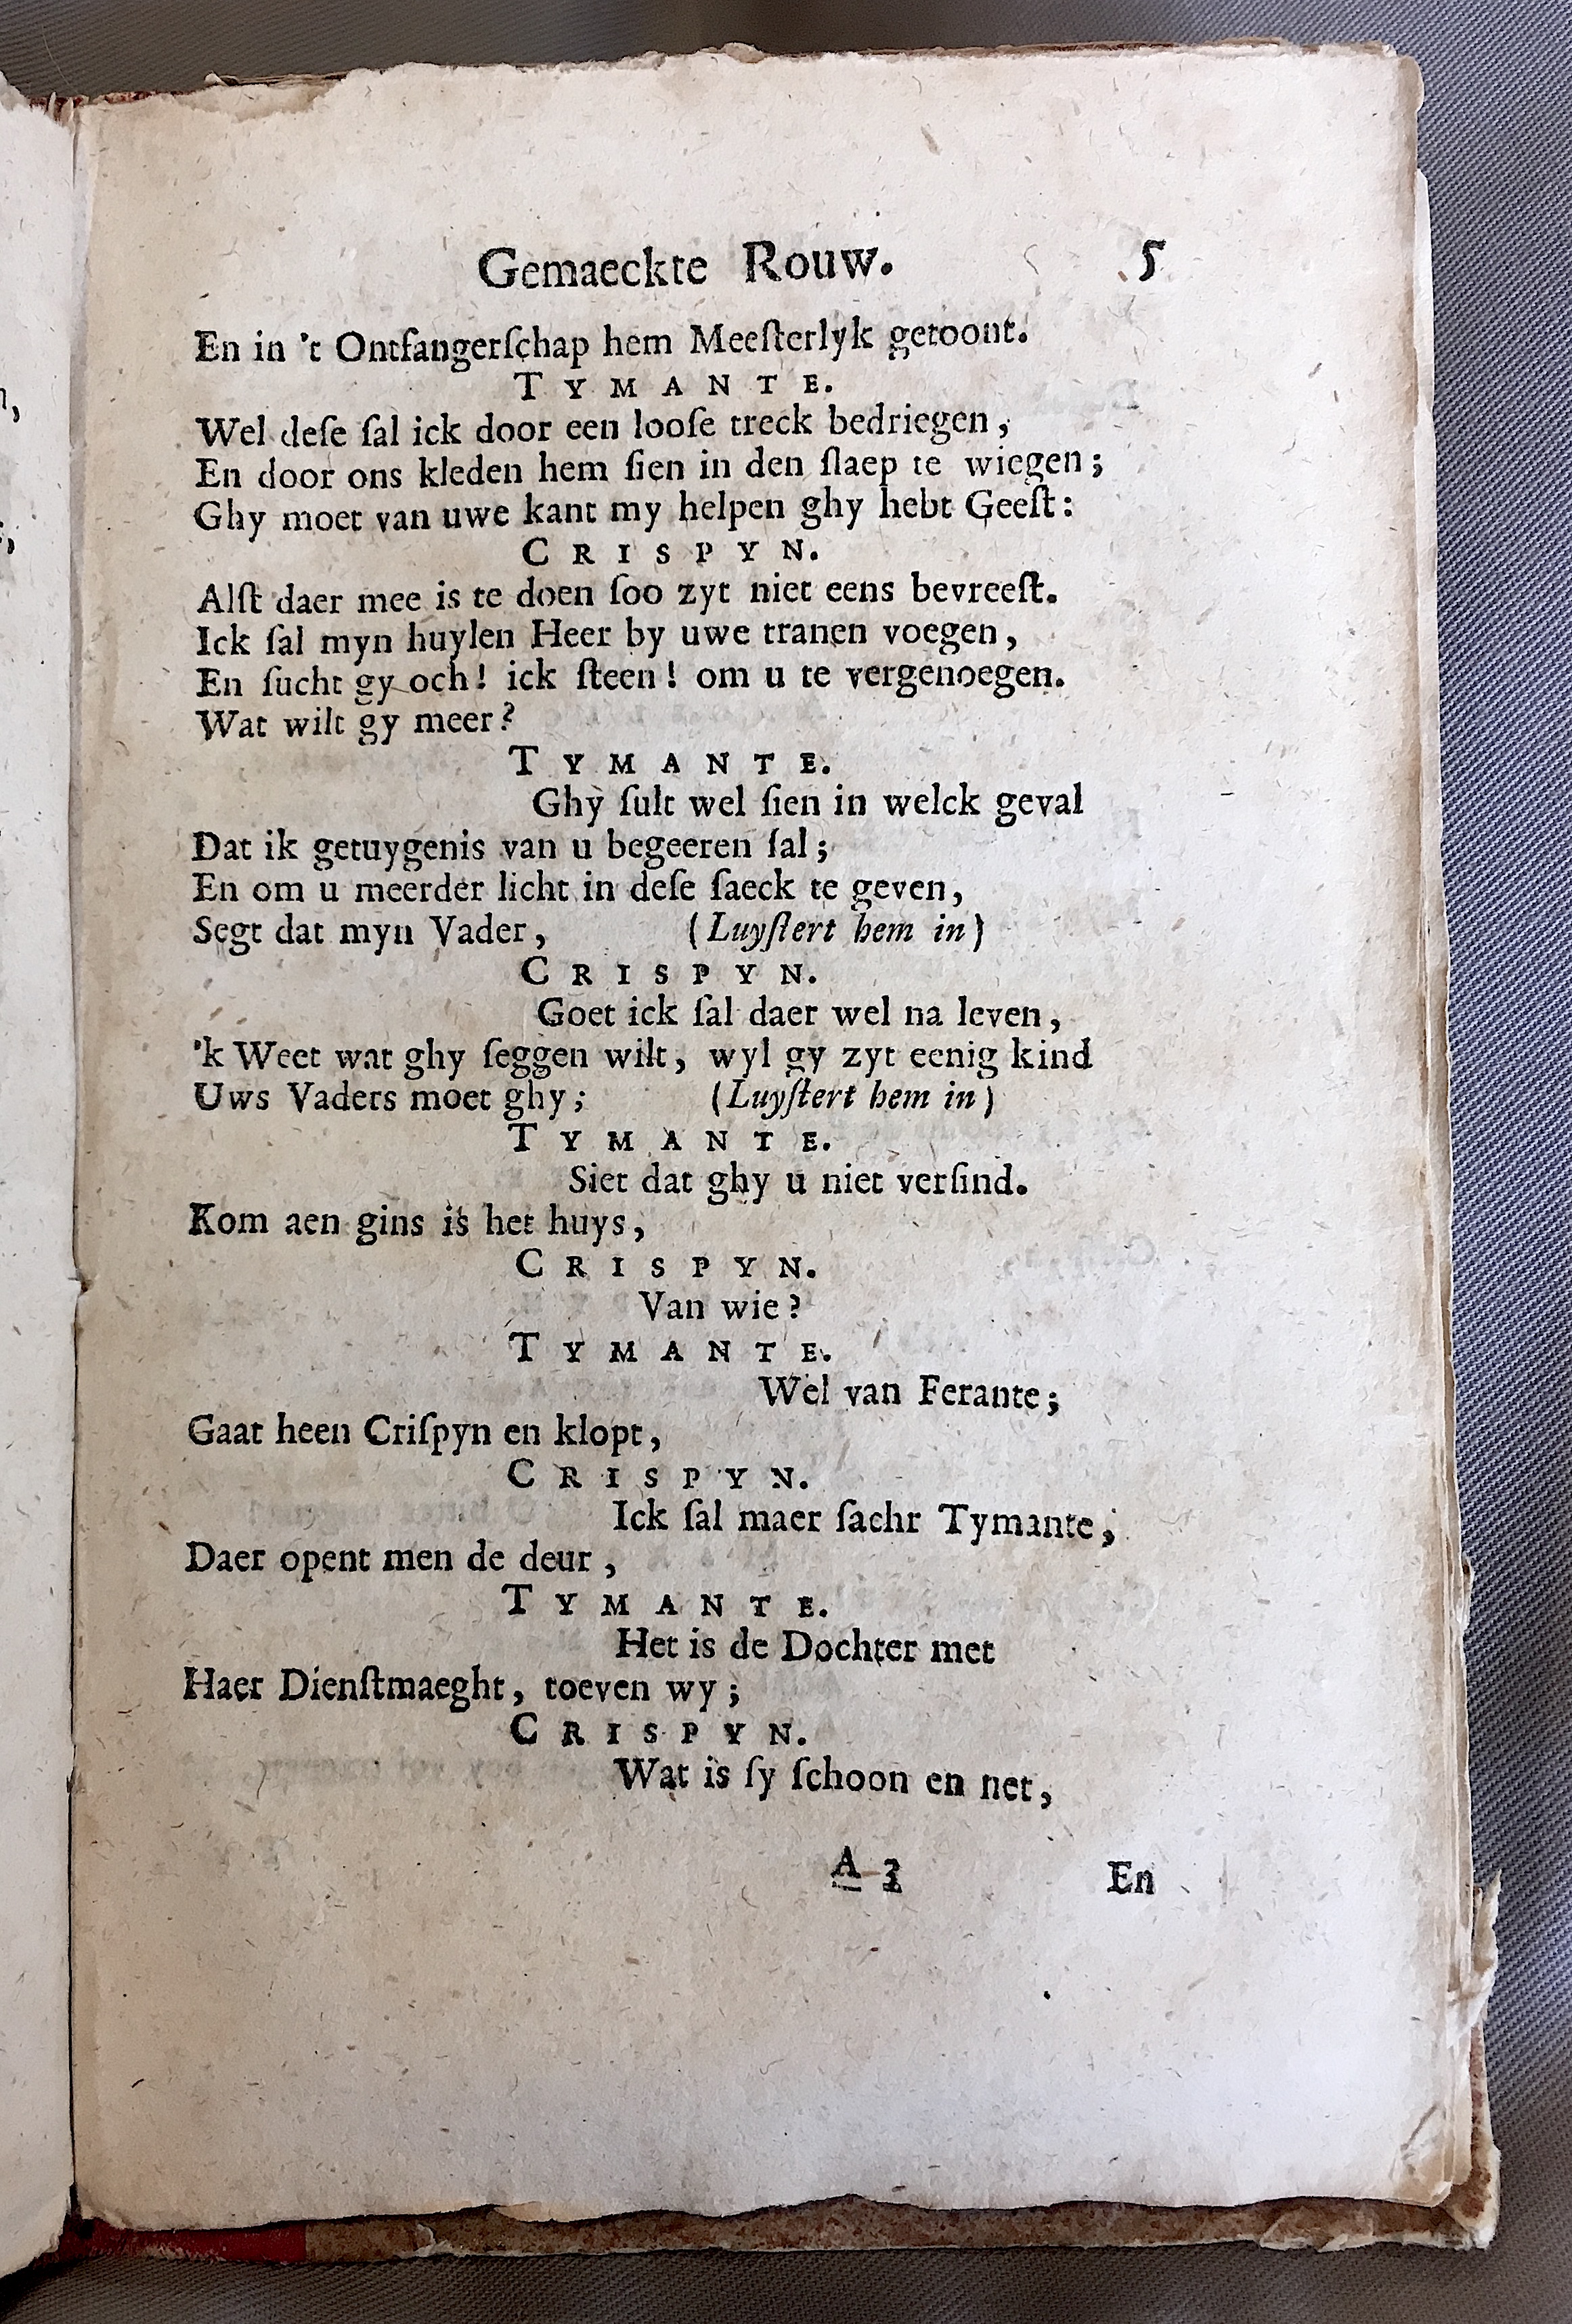 Gemaeckte Rouw. 5
En in 't Ontfangerſchap hem Meeſterlyk getoont.
TYMANTE.
Wel deſe ſal ick door een looſe treck bedriegen,
En door ons kleden hem ſien in den ſlaep te wiegen;
Ghy moet van uwe kant my helpen ghy hebt Geeſt:
CRISPYN.
Alſt daer mee is te doen ſoo zyt niet eens bevreeſt.
Ick ſal myn huylen Heer by uwe tranen voegen,
En ſucht gy och! ick ſteen! om u te vergenoegen.
Wat wilt gy meer?
TYMANTE.
Ghy ſult wel ſien in welck geval
Dat ik getuygenis van u begeeren ſal;
En om u meerder licht in deſe ſaeck te geven,
Segt dat myn Vader, (Luyſtert hem in)
CRISPYN.
Goet ick ſal daer wel na leven,
'k Weet wat ghy ſeggen wilt, wyl gy zyt eenig kind
Uws Vaders moet ghy; (Luyſtert hem in)
TYMANTE.
Siet dat ghy u niet verſind.
Kom aen gins is het huys,
CRISPYN.
Van wie?
TYMANTE.
Wel van Ferante;
Gaat heen Criſpyn en klopt,
CRISPYN.
Ick ſal maer ſachr Tymante,
Daer opent men de deur,
TYMANTE.
Het is de Dochter met
Haer Dienſtmaeght, toeven wy;
CRISPYN.
Wat is ſy ſchoon en net,
A 3 En